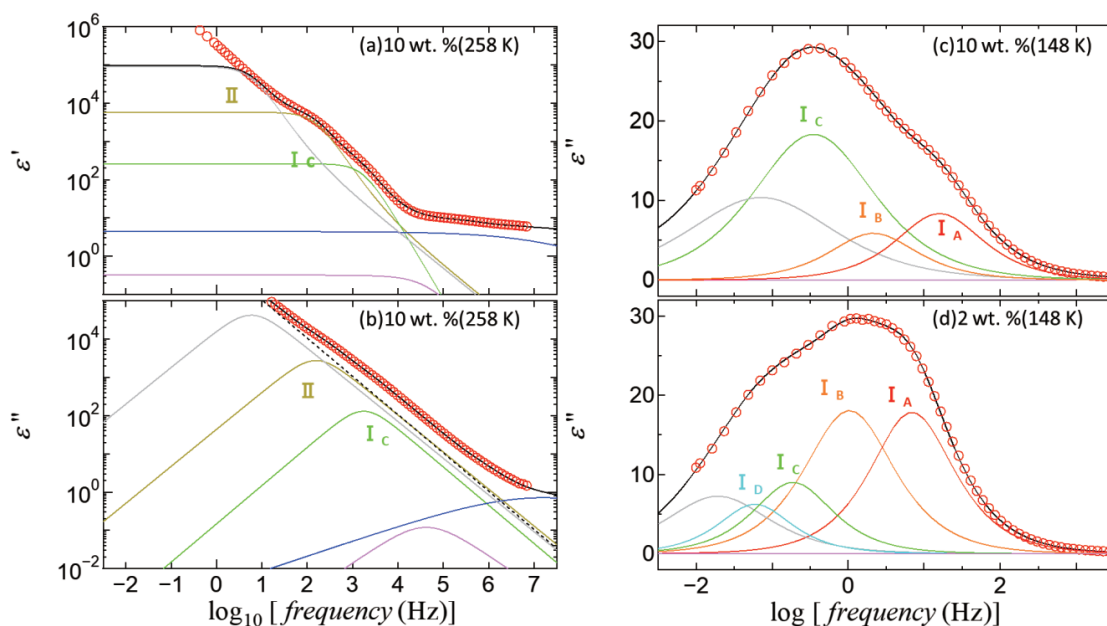 10⁶
10⁴
10²
10⁰
ε'
(a)10 wt. %(258 K)
II
I c
10⁴
10²
10⁰
10⁻²
ε"
(b)10 wt. %(258 K)
II
I C
−2 −1 0 1 2 3 4 5 6 7
log₁₀ [ frequency (Hz)]
30
20
10
0
ε"
(c)10 wt. %(148 K)
I C
I B
I A
30
20
10
0
ε"
(d)2 wt. %(148 K)
I B
I A
I D
I C
−2 0 2
log [ frequency (Hz)]